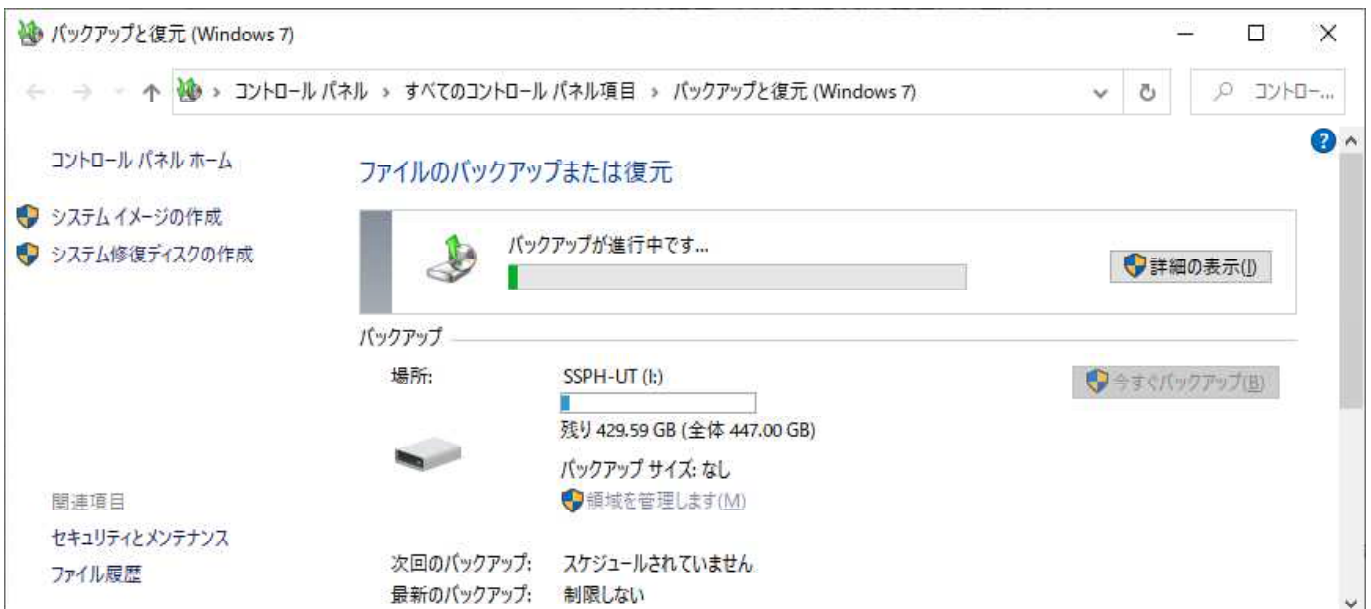 バックアップと復元 (Windows 7)
コントロール パネル › すべてのコントロール パネル項目 › バックアップと復元 (Windows 7)
コントロー...
コントロール パネル ホーム
システム イメージの作成
システム修復ディスクの作成
ファイルのバックアップまたは復元
バックアップが進行中です...
詳細の表示(I)
バックアップ
場所:
SSPH-UT (I:)
今すぐバックアップ(B)
残り 429.59 GB (全体 447.00 GB)
バックアップ サイズ: なし
領域を管理します(M)
関連項目
セキュリティとメンテナンス
ファイル履歴
次回のバックアップ: スケジュールされていません
最新のバックアップ: 制限しない